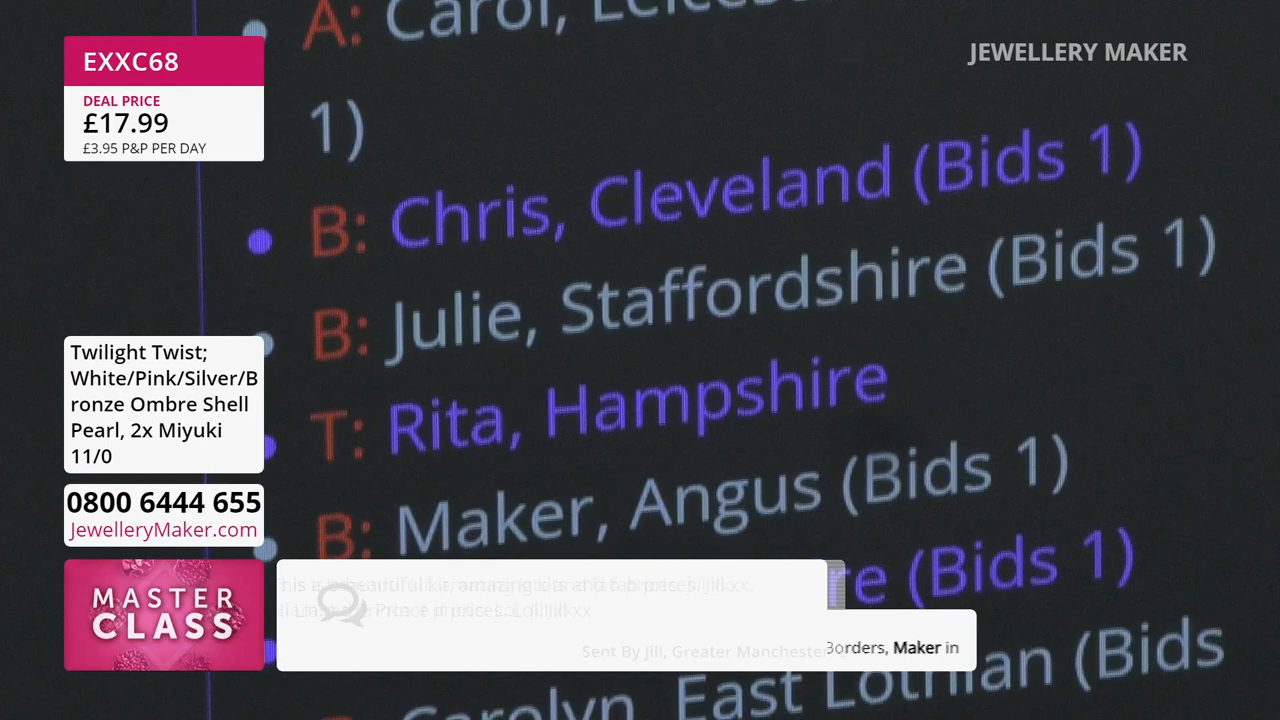 A: Carol,
1)
B: Chris, Cleveland (Bids 1)
B: Julie, Staffordshire (Bids 1)
T: Rita, Hampshire
B: Maker, Angus (Bids 1)
re (Bids 1)
Carolyn, East Lothian (Bids
JEWELLERY MAKER
EXXC68
DEAL PRICE
£17.99
£3.95 P&P PER DAY
Twilight Twist;
White/Pink/Silver/B
ronze Ombre Shell
Pearl, 2x Miyuki
11/0
0800 6444 655
JewelleryMaker.com
MASTER
CLASS
Sent By Jill, Greater Manchester
Borders, Maker in